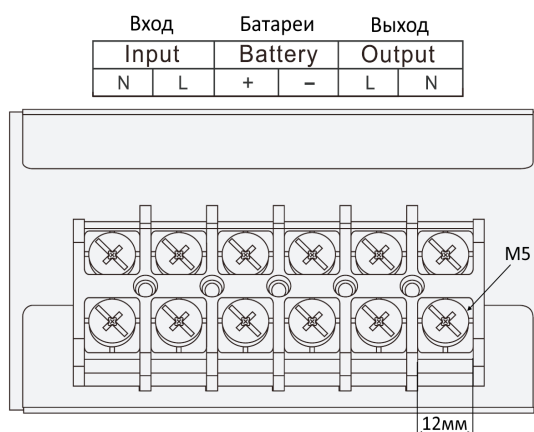 Вход Батареи Выход
Input Battery Output
N L + – L N
M5
12мм